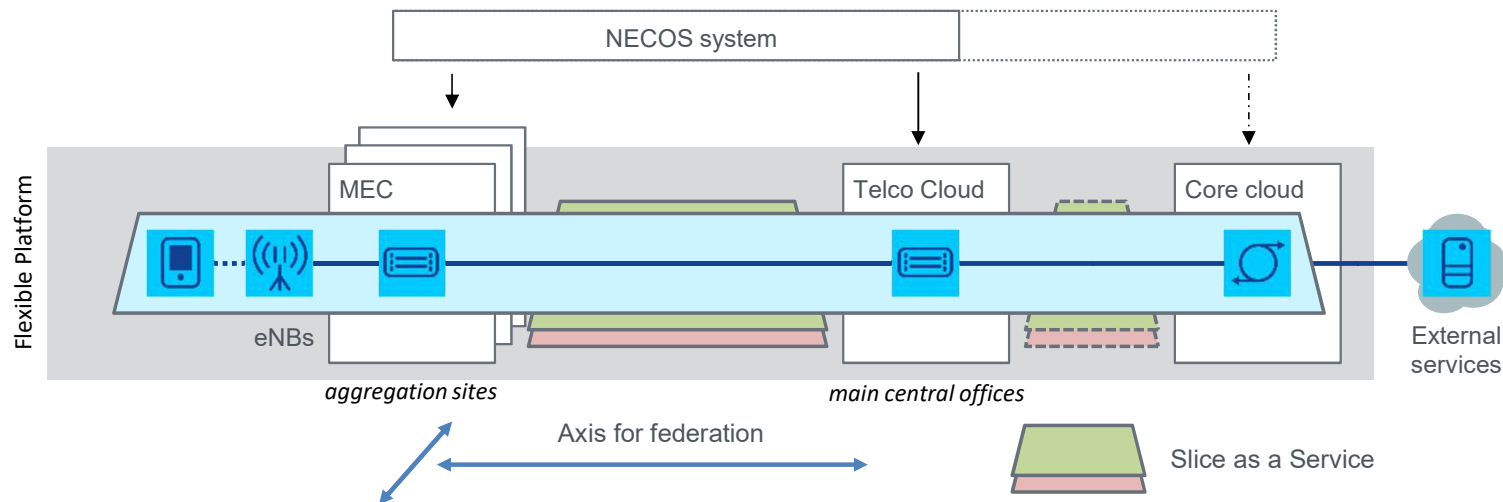 NECOS system
Flexible Platform
MEC
Telco Cloud
Core cloud
eNBs
External
services
aggregation sites
main central offices
Axis for federation
Slice as a Service